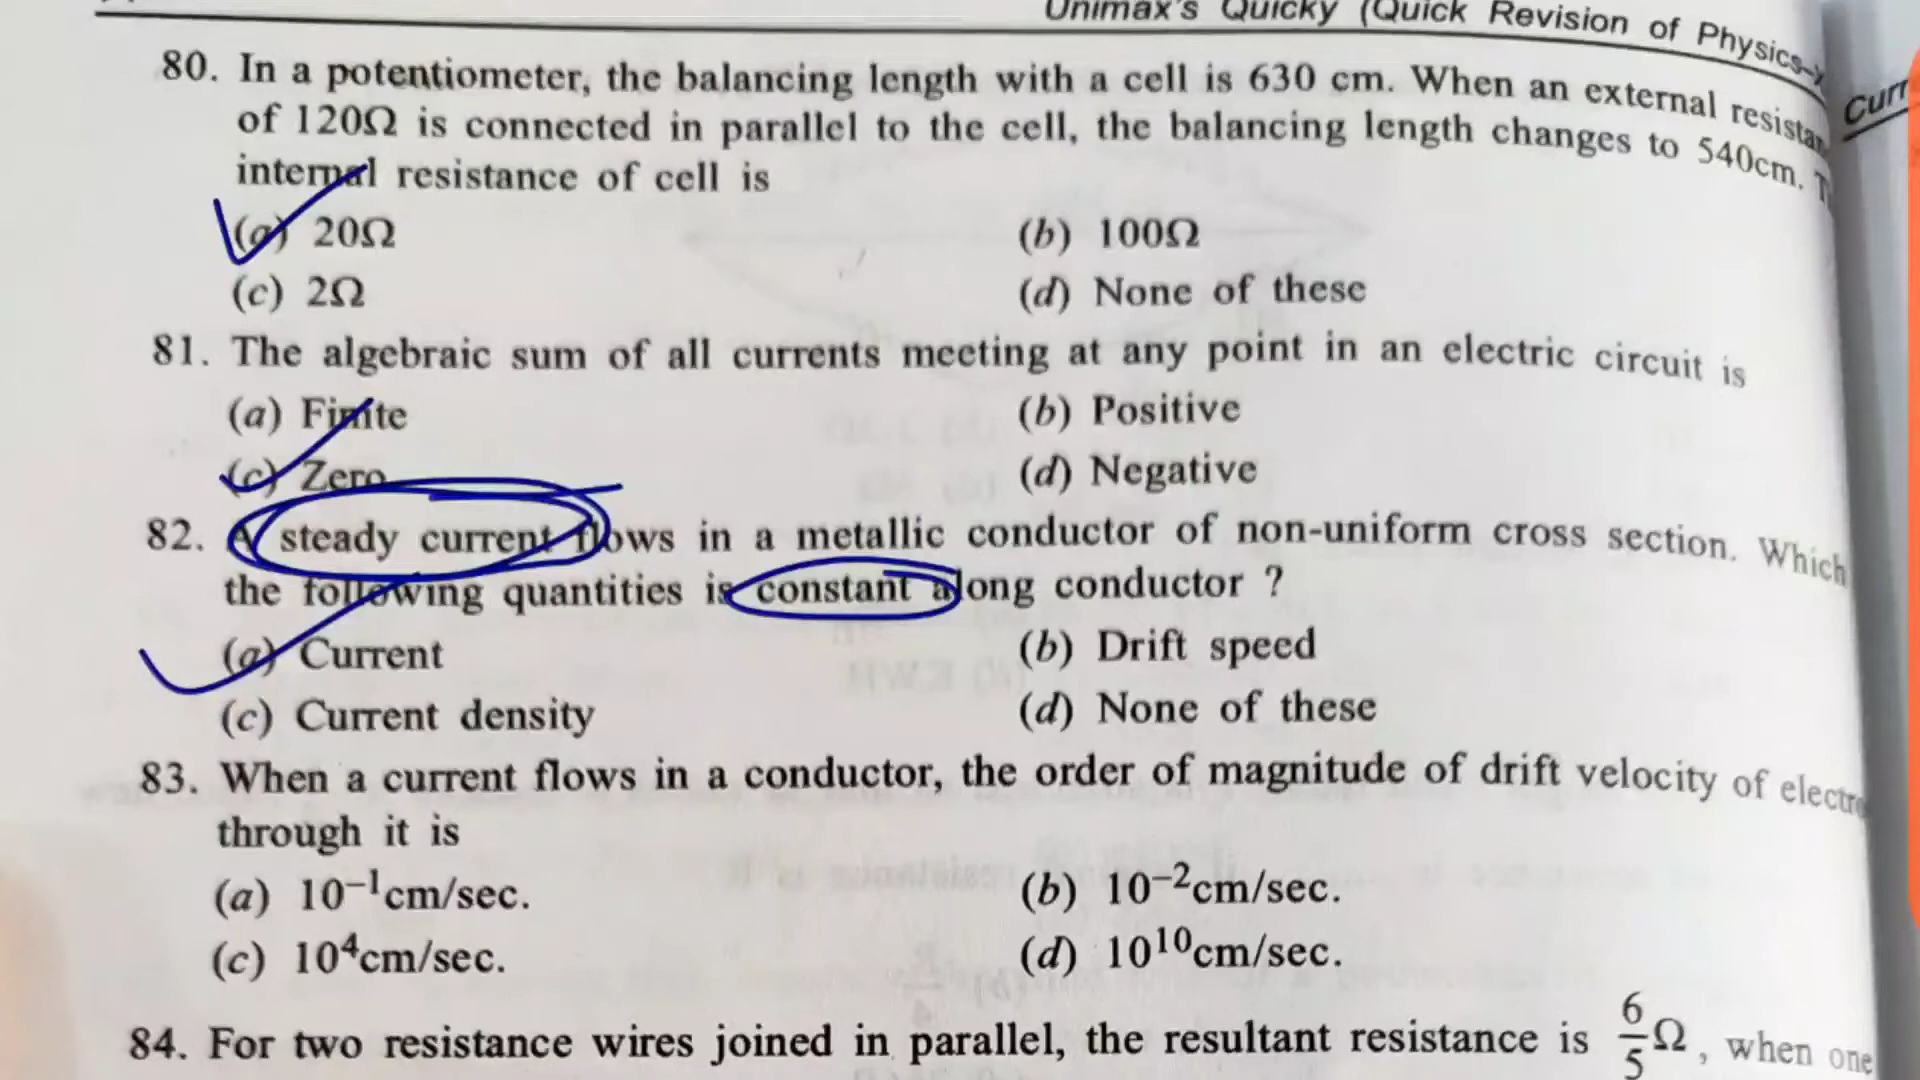 Unimax's Quicky (Quick Revision of Physics-
80. In a potentiometer, the balancing length with a cell is 630 cm. When an external resistan
Curr
of 120Ω is connected in parallel to the cell, the balancing length changes to 540cm. T
internal resistance of cell is
(a) 20Ω (b) 100Ω
(c) 2Ω (d) None of these
81. The algebraic sum of all currents meeting at any point in an electric circuit is
(a) Finite (b) Positive
(c) Zero (d) Negative
82. A steady current flows in a metallic conductor of non-uniform cross section. Which
the following quantities is constant along conductor ?
(a) Current (b) Drift speed
(c) Current density (d) None of these
83. When a current flows in a conductor, the order of magnitude of drift velocity of electro
through it is
(a) 10⁻¹cm/sec. (b) 10⁻²cm/sec.
(c) 10⁴cm/sec. (d) 10¹⁰cm/sec.
84. For two resistance wires joined in parallel, the resultant resistance is 6/5 Ω, when one